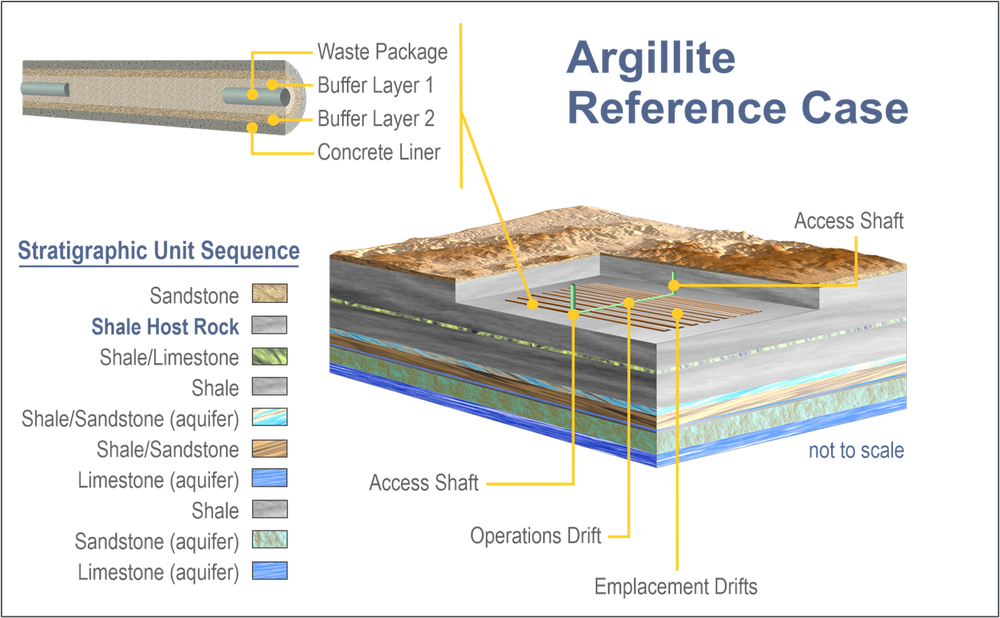 Waste Package
Buffer Layer 1
Buffer Layer 2
Concrete Liner
Argillite
Reference Case
Access Shaft
Stratigraphic Unit Sequence
Sandstone
Shale Host Rock
Shale/Limestone
Shale
Shale/Sandstone (aquifer)
Shale/Sandstone
Limestone (aquifer)
Shale
Sandstone (aquifer)
Limestone (aquifer)
not to scale
Access Shaft
Operations Drift
Emplacement Drifts